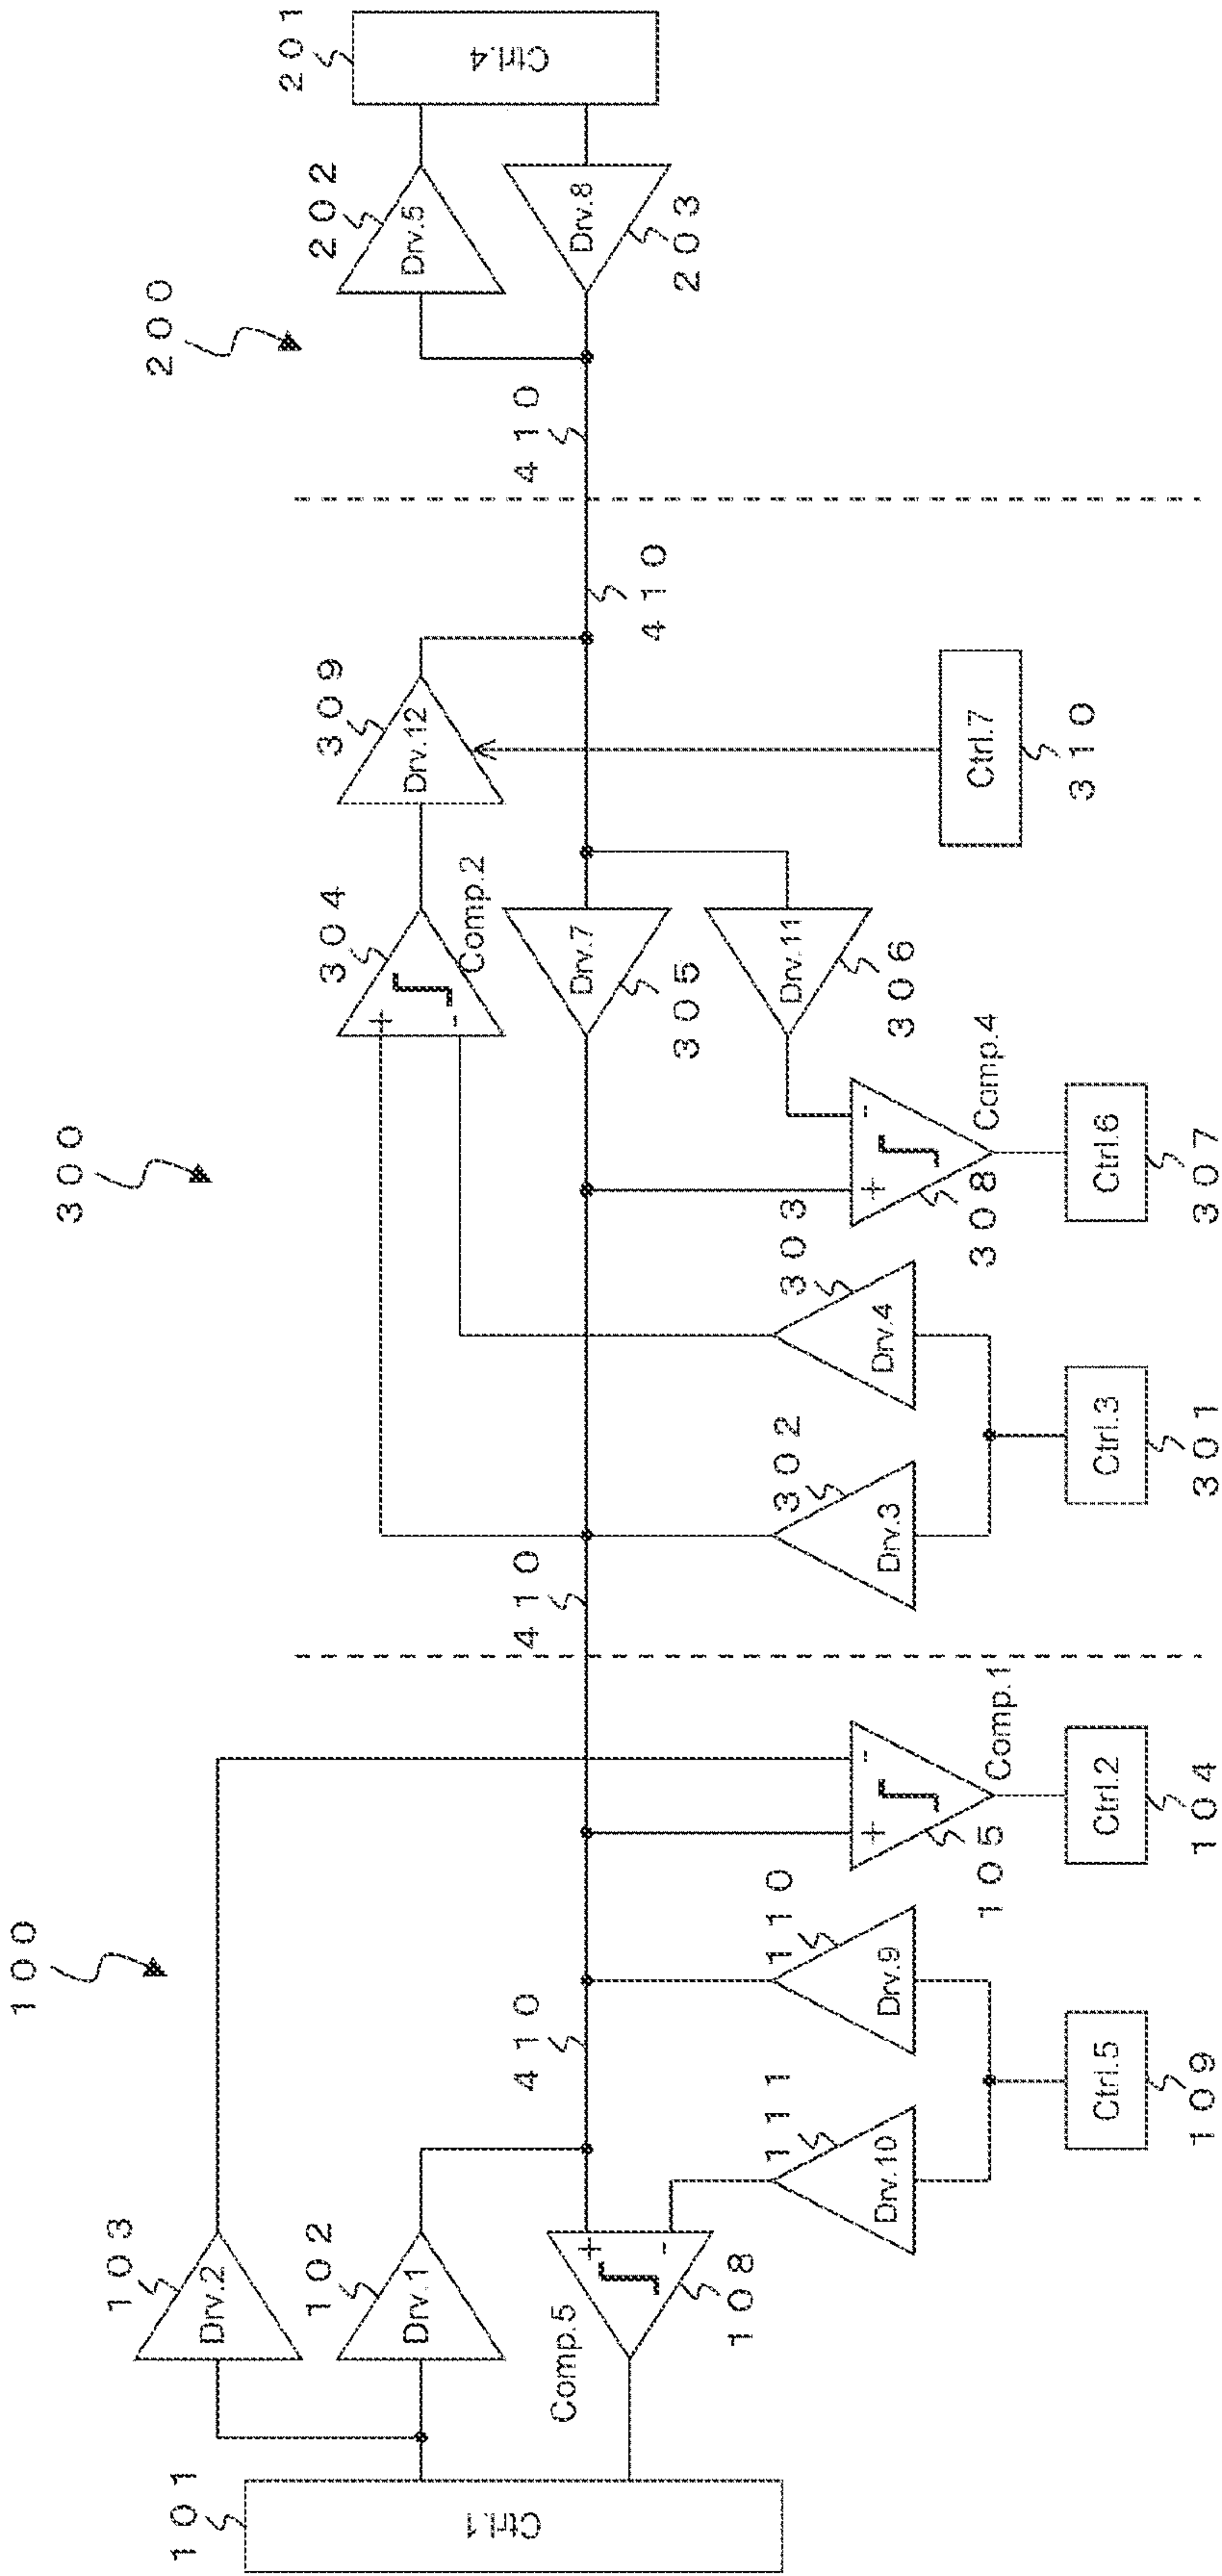 100
300
200
103
Drv.2
102
Drv.1
101
Ctrl.1
Comp.5
+
-
108
410
111
Drv.10
110
Drv.9
109
Ctrl.5
105
+
-
Comp.1
104
Ctrl.2
410
302
Drv.3
303
Drv.4
301
Ctrl.3
304
+
-
Comp.2
309
Drv.12
305
Drv.7
306
Drv.11
308
+
-
Comp.4
307
Ctrl.6
310
Ctrl.7
410
410
202
Drv.5
203
Drv.8
201
Ctrl.4